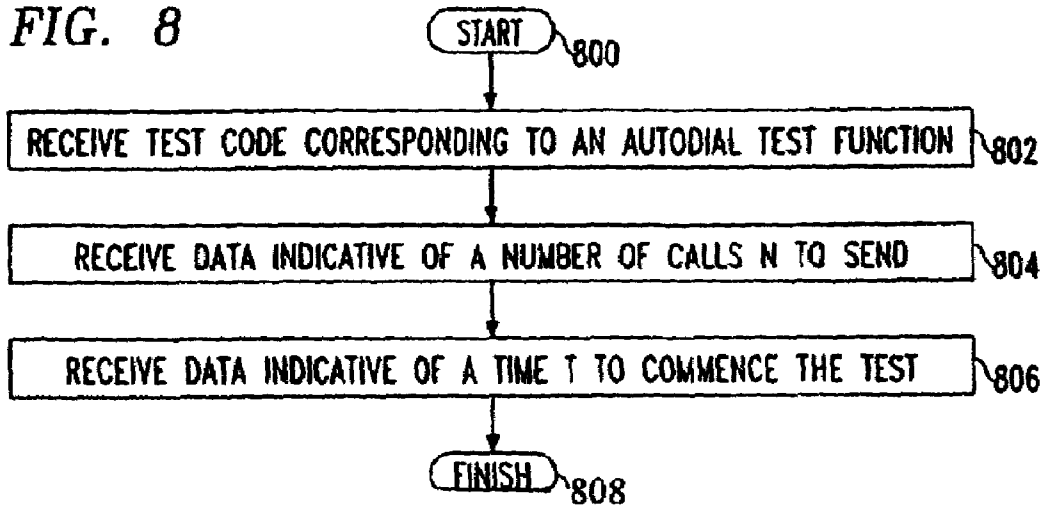 FIG. 8
START
800
RECEIVE TEST CODE CORRESPONDING TO AN AUTODIAL TEST FUNCTION
802
RECEIVE DATA INDICATIVE OF A NUMBER OF CALLS N TO SEND
804
RECEIVE DATA INDICATIVE OF A TIME T TO COMMENCE THE TEST
806
FINISH
808